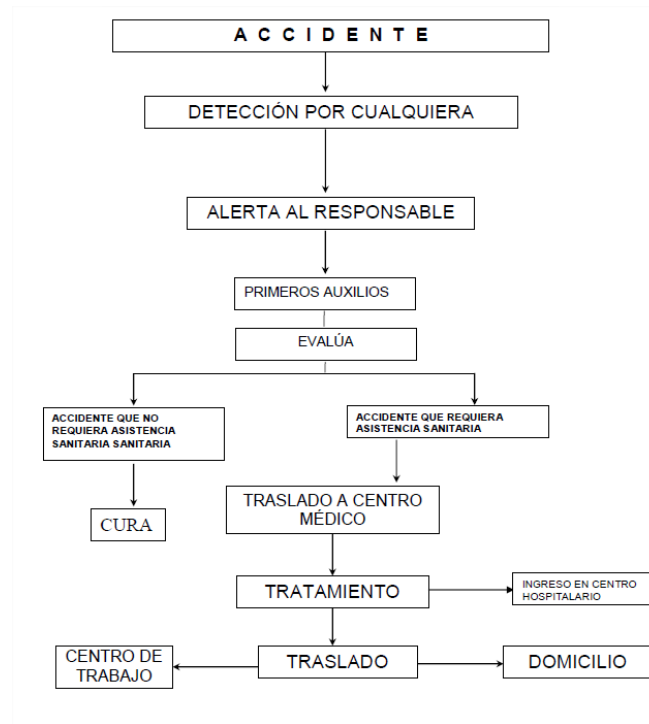 ACCIDENTE
DETECCIÓN POR CUALQUIERA
ALERTA AL RESPONSABLE
PRIMEROS AUXILIOS
EVALÚA
ACCIDENTE QUE NO
REQUIERA ASISTENCIA
SANITARIA SANITARIA
ACCIDENTE QUE REQUIERA
ASISTENCIA SANITARIA
CURA
TRASLADO A CENTRO
MÉDICO
TRATAMIENTO
INGRESO EN CENTRO
HOSPITALARIO
CENTRO DE
TRABAJO
TRASLADO
DOMICILIO